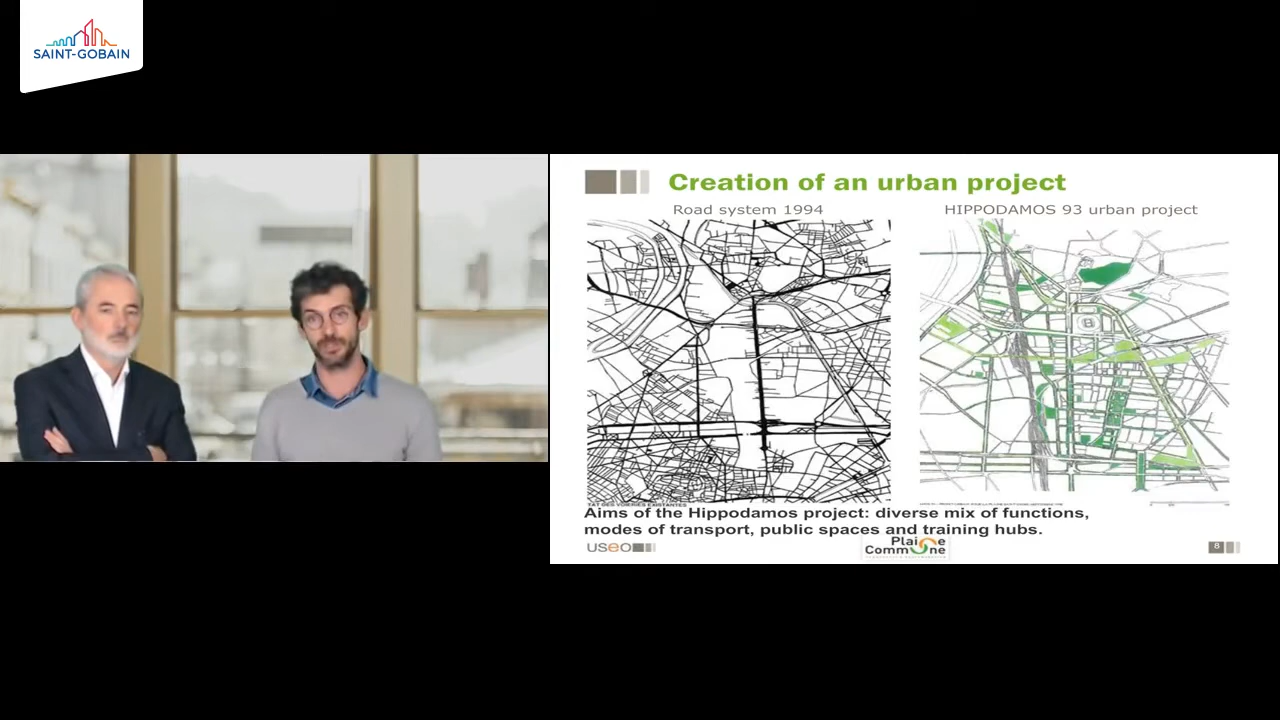 SAINT-GOBAIN
Creation of an urban project
Road system 1994
HIPPODAMOS 93 urban project
Aims of the Hippodamos project: diverse mix of functions,
modes of transport, public spaces and training hubs.
USEO
Plaine
Commune
8